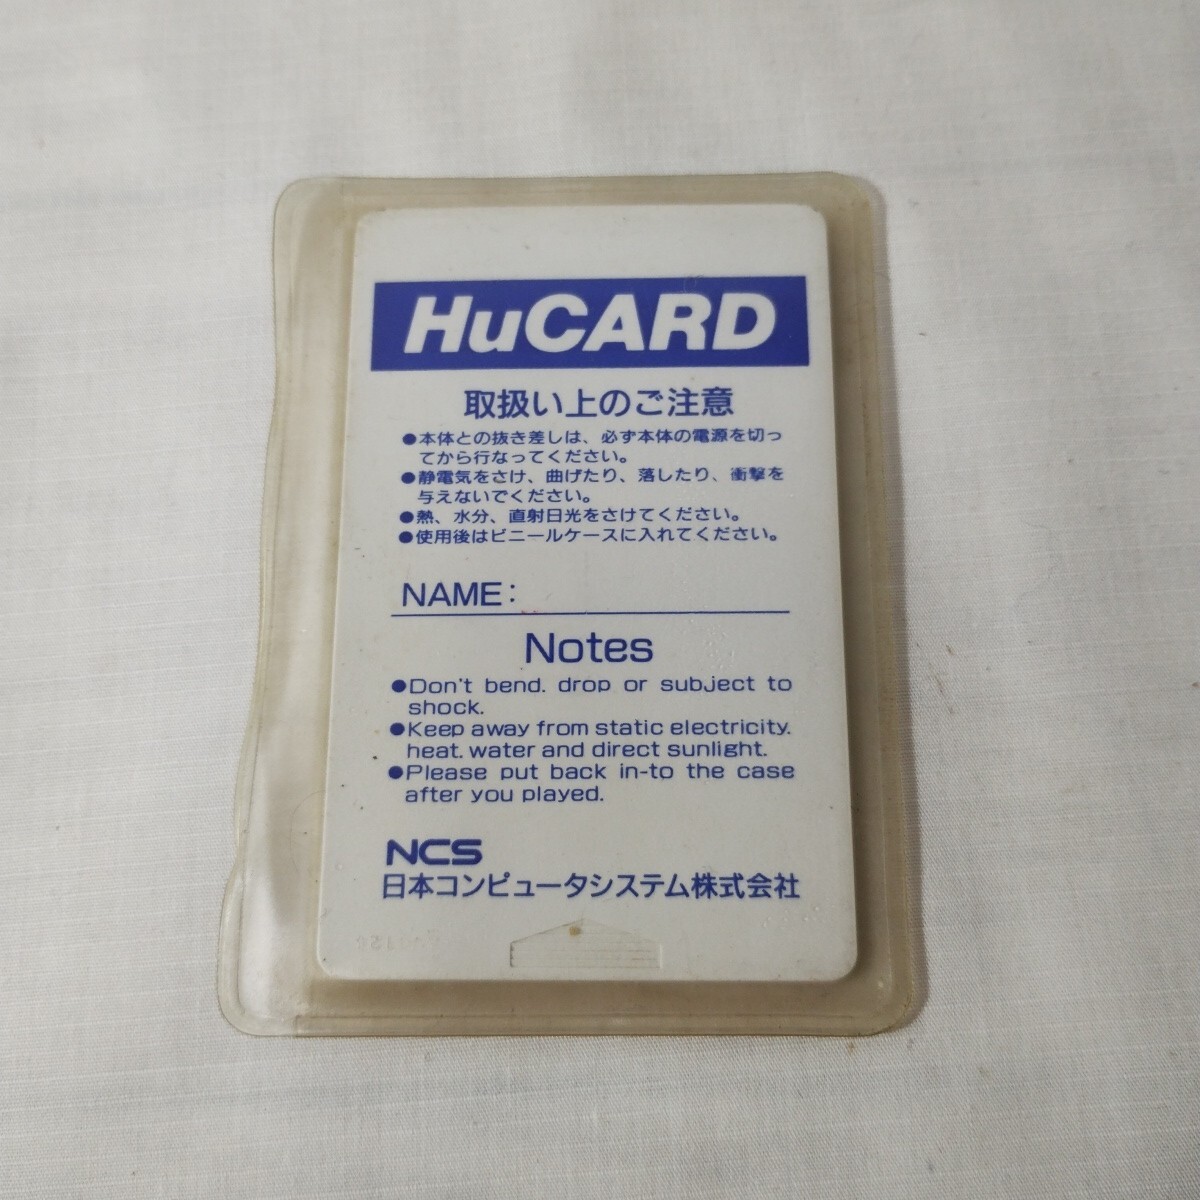 HuCARD
取扱い上のご注意
●本体との抜き差しは、必ず本体の電源を切っ
てから行なってください。
●静電気をさけ、曲げたり、落したり、衝撃を
与えないでください。
●熱、水分、直射日光をさけてください。
●使用後はビニールケースに入れてください。
NAME:
Notes
●Don't bend. drop or subject to
shock.
●Keep away from static electricity.
heat. water and direct sunlight.
●Please put back in-to the case
after you played.
NCS
日本コンピュータシステム株式会社